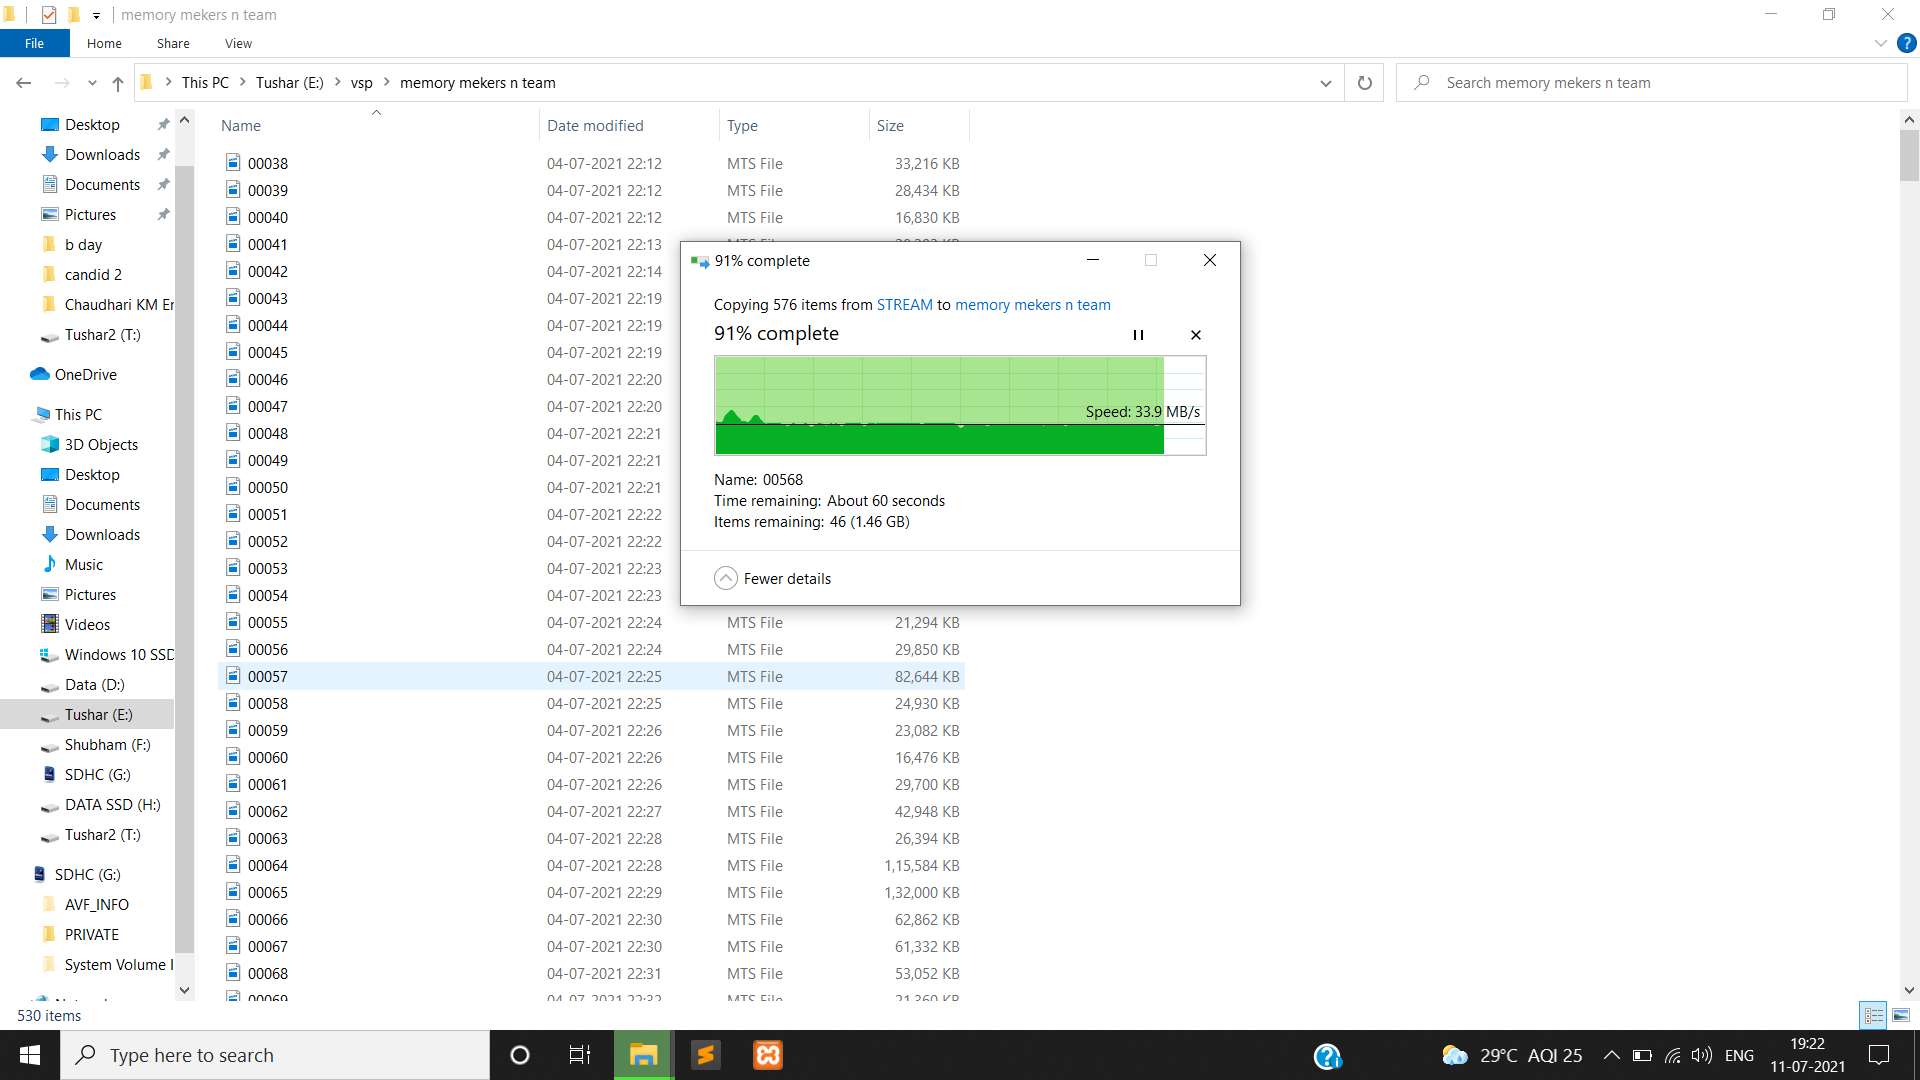 memory mekers n team
File Home Share View
This PC Tushar (E:) vsp memory mekers n team
Search memory mekers n team
Desktop
Downloads
Documents
Pictures
b day
candid 2
Chaudhari KM Er
Tushar2 (T:)
OneDrive
This PC
3D Objects
Desktop
Documents
Downloads
Music
Pictures
Videos
Windows 10 SSD
Data (D:)
Tushar (E:)
Shubham (F:)
SDHC (G:)
DATA SSD (H:)
Tushar2 (T:)
SDHC (G:)
AVF_INFO
PRIVATE
System Volume I
Name Date modified Type Size
00038 04-07-2021 22:12 MTS File 33,216 KB
00039 04-07-2021 22:12 MTS File 28,434 KB
00040 04-07-2021 22:12 MTS File 16,830 KB
00041 04-07-2021 22:13
00042 04-07-2021 22:14
00043 04-07-2021 22:19
00044 04-07-2021 22:19
00045 04-07-2021 22:19
00046 04-07-2021 22:20
00047 04-07-2021 22:20
00048 04-07-2021 22:21
00049 04-07-2021 22:21
00050 04-07-2021 22:21
00051 04-07-2021 22:22
00052 04-07-2021 22:22
00053 04-07-2021 22:23
00054 04-07-2021 22:23
00055 04-07-2021 22:24 MTS File 21,294 KB
00056 04-07-2021 22:24 MTS File 29,850 KB
00057 04-07-2021 22:25 MTS File 82,644 KB
00058 04-07-2021 22:25 MTS File 24,930 KB
00059 04-07-2021 22:26 MTS File 23,082 KB
00060 04-07-2021 22:26 MTS File 16,476 KB
00061 04-07-2021 22:26 MTS File 29,700 KB
00062 04-07-2021 22:27 MTS File 42,948 KB
00063 04-07-2021 22:28 MTS File 26,394 KB
00064 04-07-2021 22:28 MTS File 1,15,584 KB
00065 04-07-2021 22:29 MTS File 1,32,000 KB
00066 04-07-2021 22:30 MTS File 62,862 KB
00067 04-07-2021 22:30 MTS File 61,332 KB
00068 04-07-2021 22:31 MTS File 53,052 KB
91% complete
Copying 576 items from STREAM to memory mekers n team
91% complete
Speed: 33.9 MB/s
Name: 00568
Time remaining: About 60 seconds
Items remaining: 46 (1.46 GB)
Fewer details
530 items
Type here to search
29°C AQI 25
ENG
19:22
11-07-2021